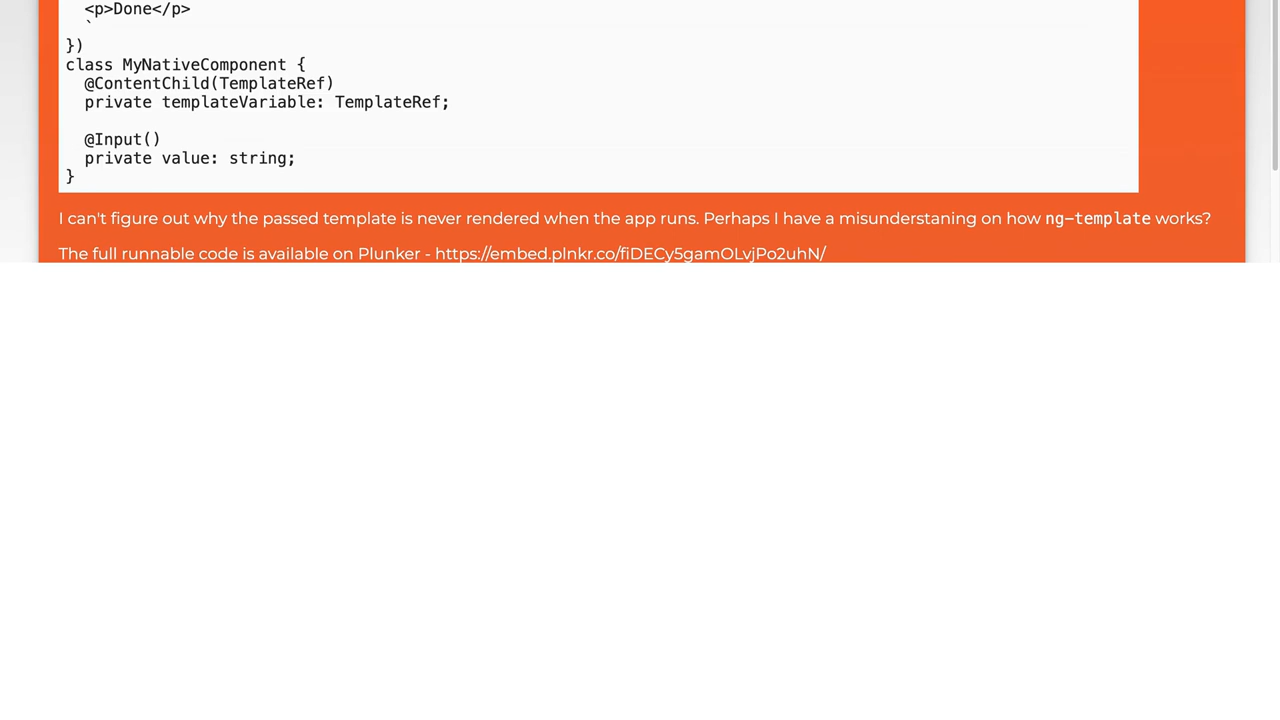 <p>Done</p>
`
})
class MyNativeComponent {
@ContentChild(TemplateRef)
private templateVariable: TemplateRef;
@Input()
private value: string;
}
I can't figure out why the passed template is never rendered when the app runs. Perhaps I have a misunderstaning on how ng-template works?
The full runnable code is available on Plunker - https://embed.plnkr.co/fiDECy5gamOLvjPo2uhN/